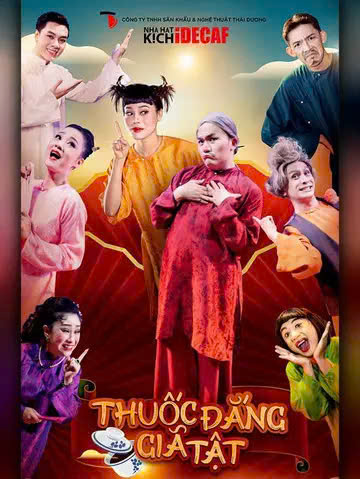 CÔNG TY TNHH SÂN KHẤU & NGHỆ THUẬT THÁI DƯƠNG
NHÀ HÁT
KỊCH IDECAF
THUỐC ĐẮNG
GIÃ TẬT